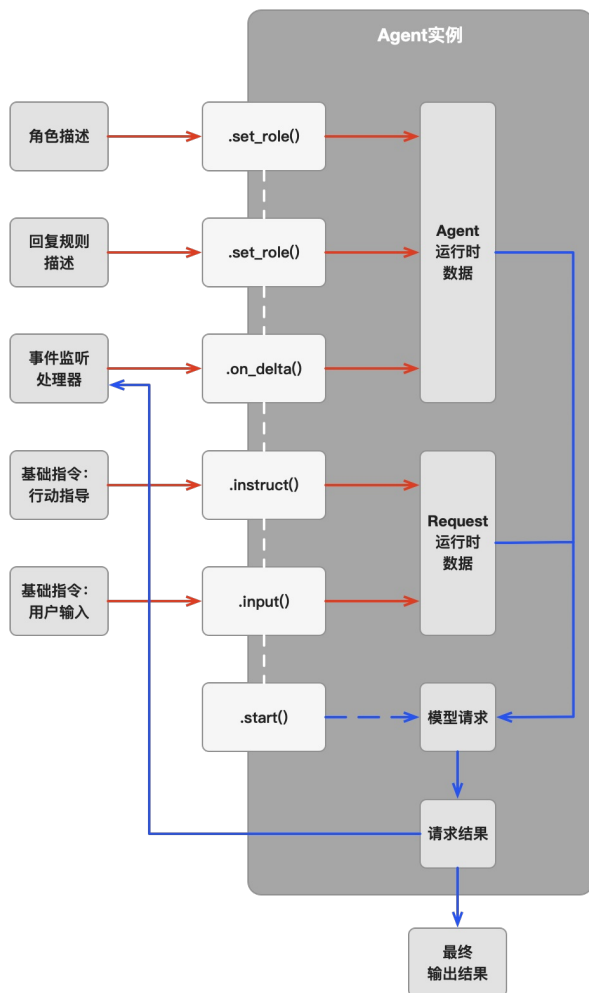 Agent实例
角色描述
.set_role()
回复规则
描述
.set_role()
Agent
运行时
数据
事件监听
处理器
.on_delta()
基础指令：
行动指导
.instruct()
Request
运行时
数据
基础指令：
用户输入
.input()
.start()
模型请求
请求结果
最终
输出结果